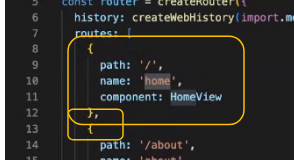 5 const router = createRouter({
6 history: createWebHistory(import.m
7 routes: [
8 {
9 path: '/',
10 name: 'home',
11 component: HomeView
12 },
13 {
14 path: '/about',
15 name: 'about'